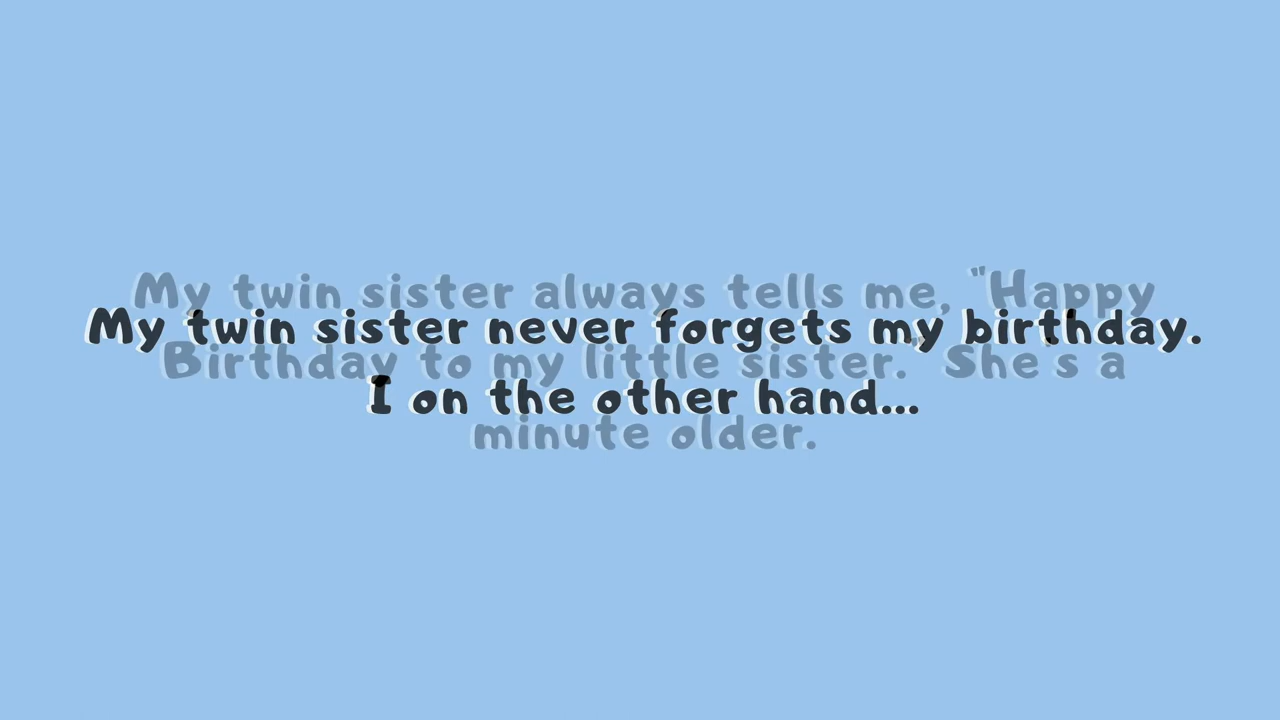 My twin sister always tells me, "Happy
My twin sister never forgets my birthday.
Birthday to my little sister." She's a
I on the other hand...
minute older.